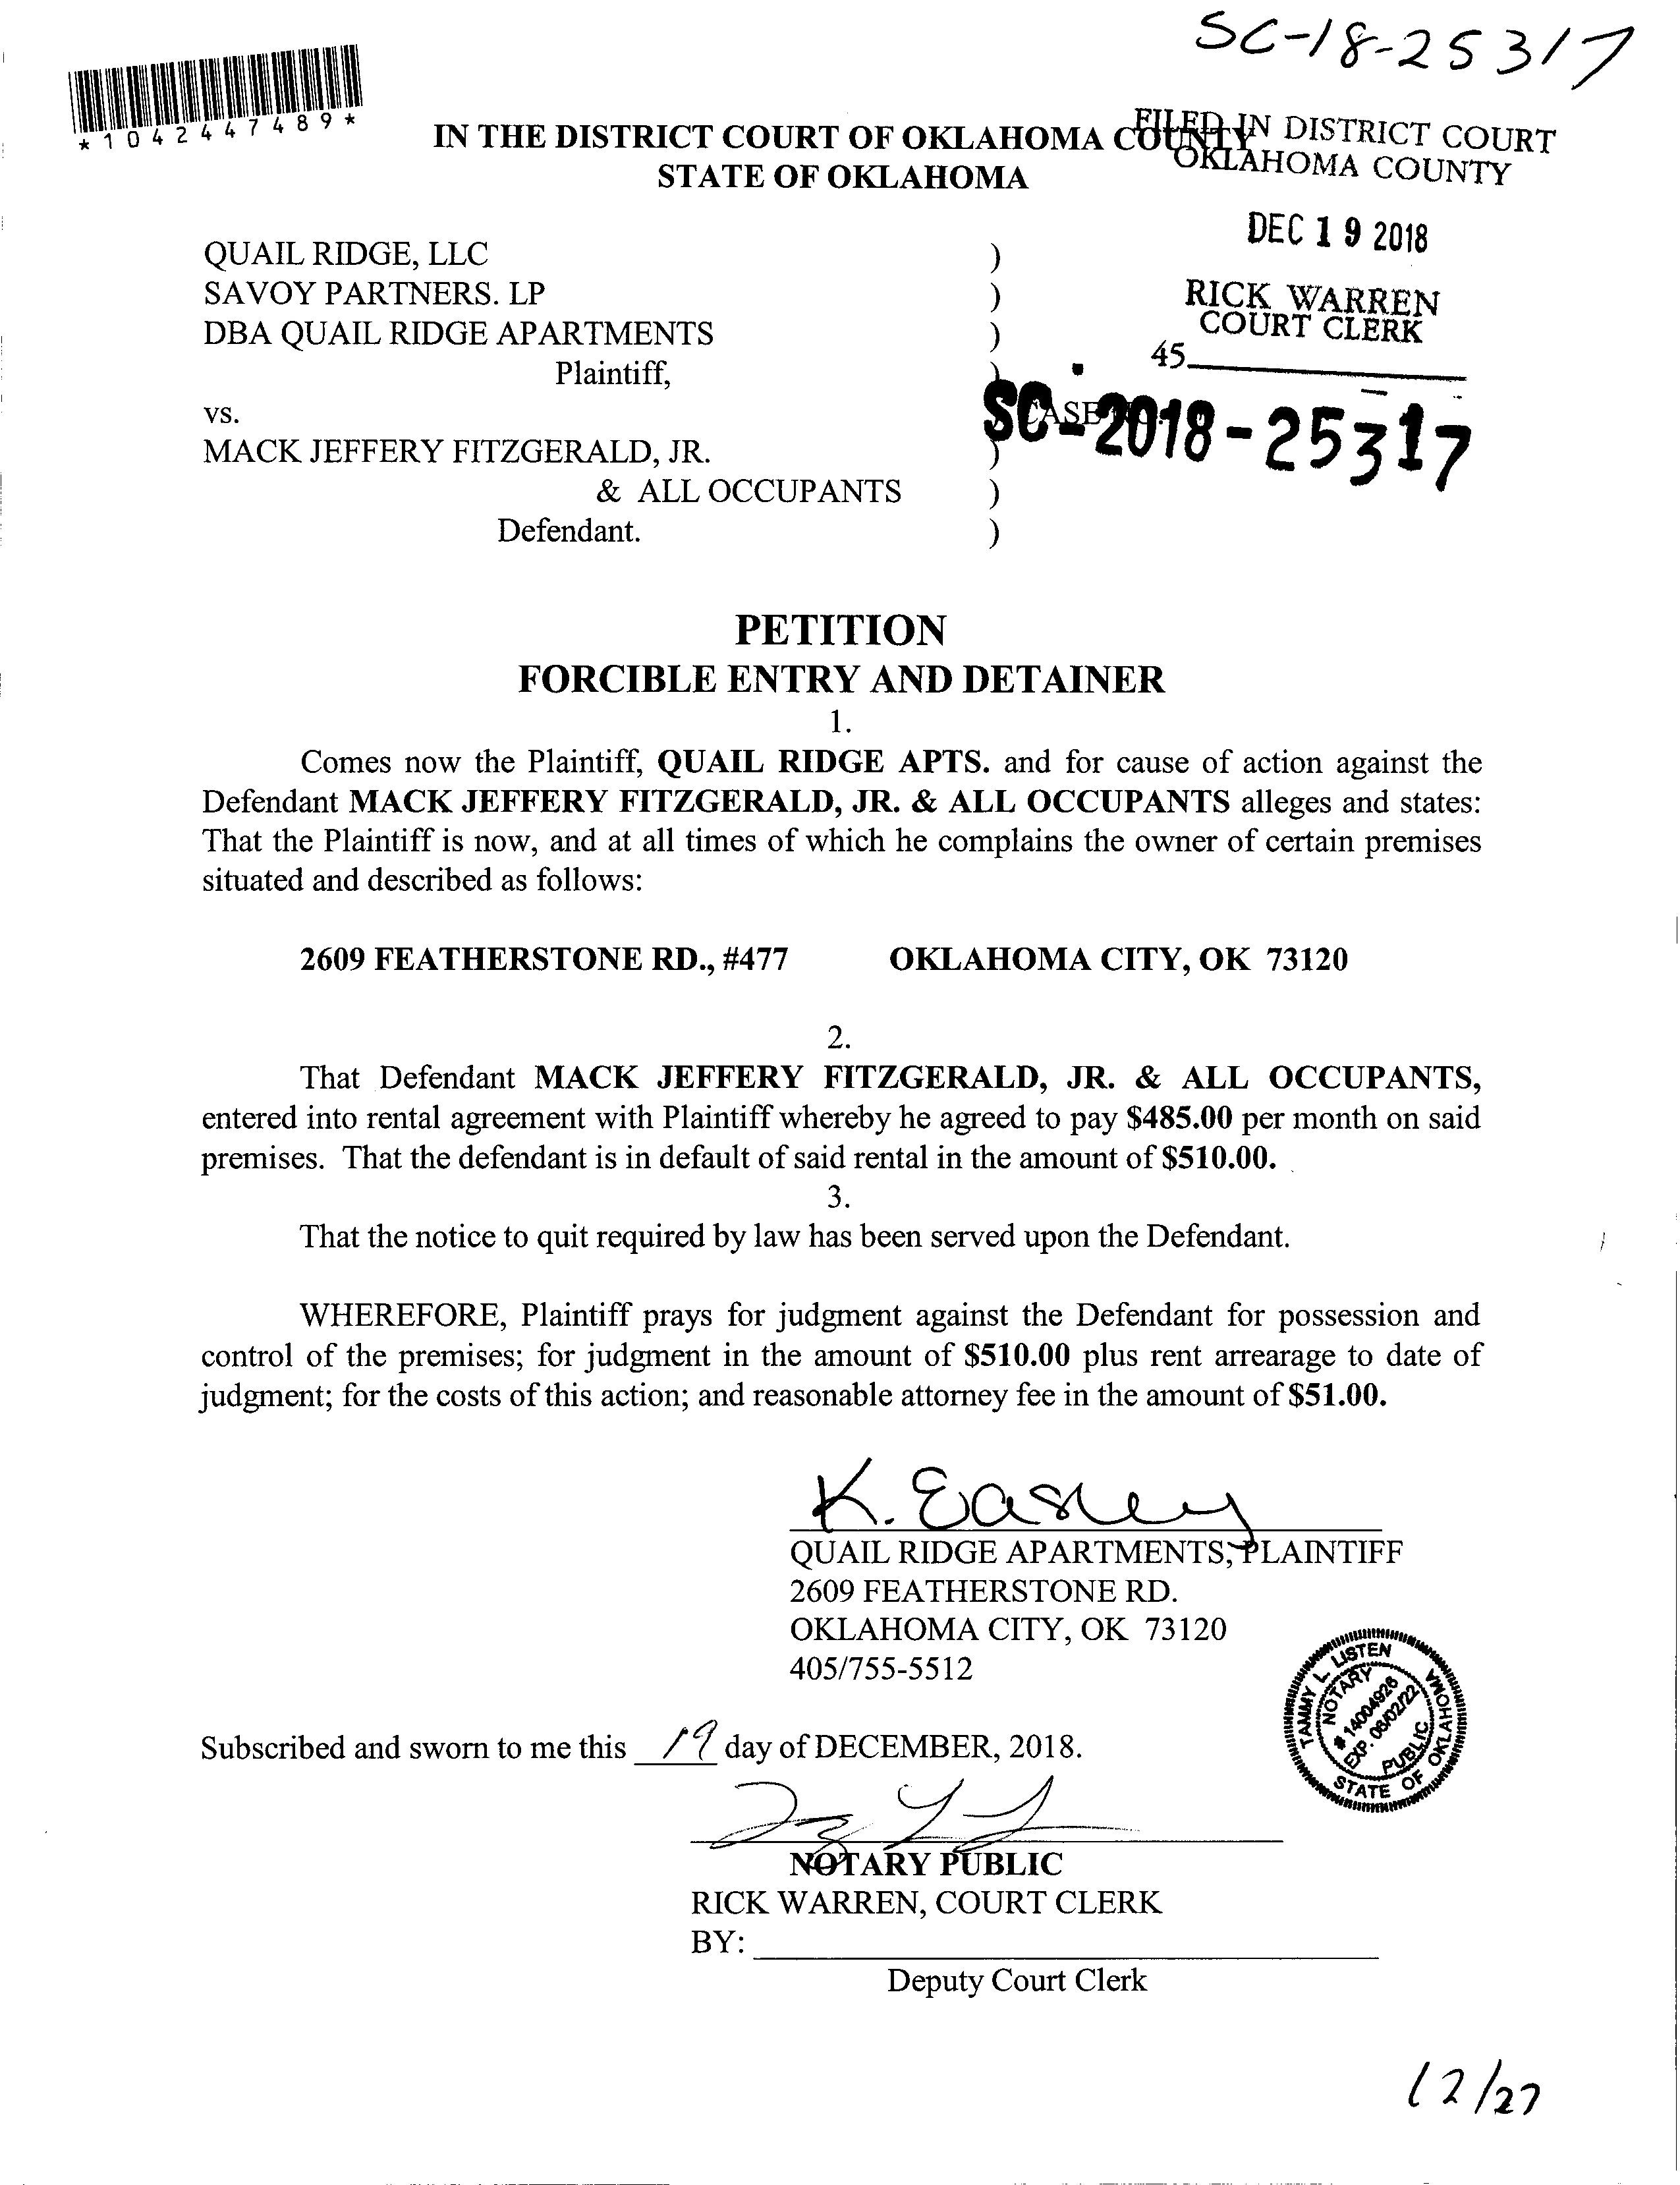 SC-18-25317
*1042447489*
IN THE DISTRICT COURT OF OKLAHOMA COUNTY
STATE OF OKLAHOMA
FILED IN DISTRICT COURT
OKLAHOMA COUNTY
DEC 19 2018
RICK WARREN
COURT CLERK
45
QUAIL RIDGE, LLC )
SAVOY PARTNERS. LP )
DBA QUAIL RIDGE APARTMENTS )
Plaintiff, )
vs.
SC-2018-25317
MACK JEFFERY FITZGERALD, JR. )
& ALL OCCUPANTS )
Defendant. )
PETITION
FORCIBLE ENTRY AND DETAINER
1.
Comes now the Plaintiff, QUAIL RIDGE APTS. and for cause of action against the
Defendant MACK JEFFERY FITZGERALD, JR. & ALL OCCUPANTS alleges and states:
That the Plaintiff is now, and at all times of which he complains the owner of certain premises
situated and described as follows:
2609 FEATHERSTONE RD., #477 OKLAHOMA CITY, OK 73120
2.
That Defendant MACK JEFFERY FITZGERALD, JR. & ALL OCCUPANTS,
entered into rental agreement with Plaintiff whereby he agreed to pay $485.00 per month on said
premises. That the defendant is in default of said rental in the amount of $510.00.
3.
That the notice to quit required by law has been served upon the Defendant.
WHEREFORE, Plaintiff prays for judgment against the Defendant for possession and
control of the premises; for judgment in the amount of $510.00 plus rent arrearage to date of
judgment; for the costs of this action; and reasonable attorney fee in the amount of $51.00.
K. Easley
QUAIL RIDGE APARTMENTS, PLAINTIFF
2609 FEATHERSTONE RD.
OKLAHOMA CITY, OK 73120
405/755-5512
TAMMY L. LISTEN
NOTARY
# 14004926
EXP. 06/02/22
PUBLIC
STATE OF OKLAHOMA
Subscribed and sworn to me this 19 day of DECEMBER, 2018.
NOTARY PUBLIC
RICK WARREN, COURT CLERK
BY:
Deputy Court Clerk
12/27